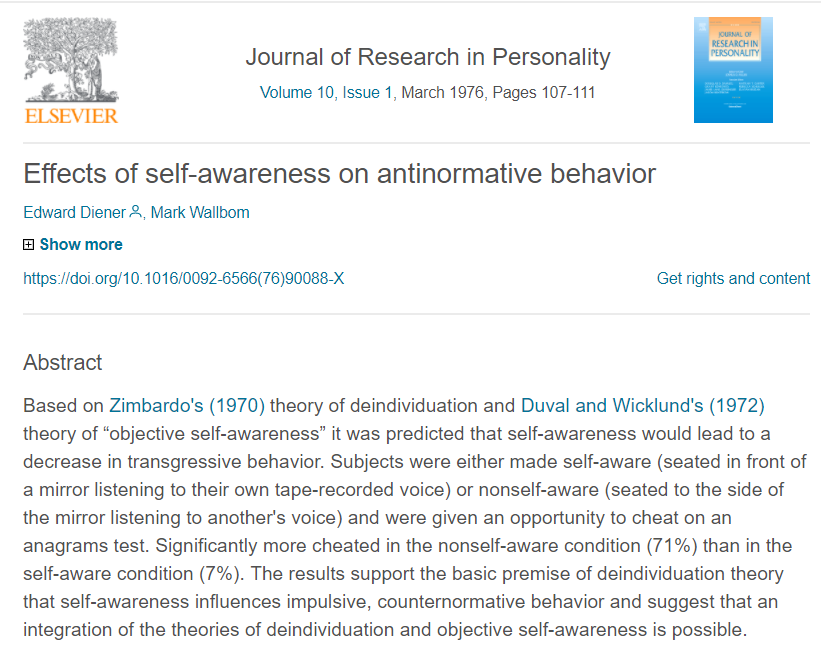 ELSEVIER
Journal of Research in Personality
Volume 10, Issue 1, March 1976, Pages 107-111
JOURNAL OF
RESEARCH IN
PERSONALITY
Effects of self-awareness on antinormative behavior
Edward Diener, Mark Wallbom
Show more
https://doi.org/10.1016/0092-6566(76)90088-X
Get rights and content
Abstract
Based on Zimbardo's (1970) theory of deindividuation and Duval and Wicklund's (1972)
theory of “objective self-awareness” it was predicted that self-awareness would lead to a
decrease in transgressive behavior. Subjects were either made self-aware (seated in front of
a mirror listening to their own tape-recorded voice) or nonself-aware (seated to the side of
the mirror listening to another's voice) and were given an opportunity to cheat on an
anagrams test. Significantly more cheated in the nonself-aware condition (71%) than in the
self-aware condition (7%). The results support the basic premise of deindividuation theory
that self-awareness influences impulsive, counternormative behavior and suggest that an
integration of the theories of deindividuation and objective self-awareness is possible.